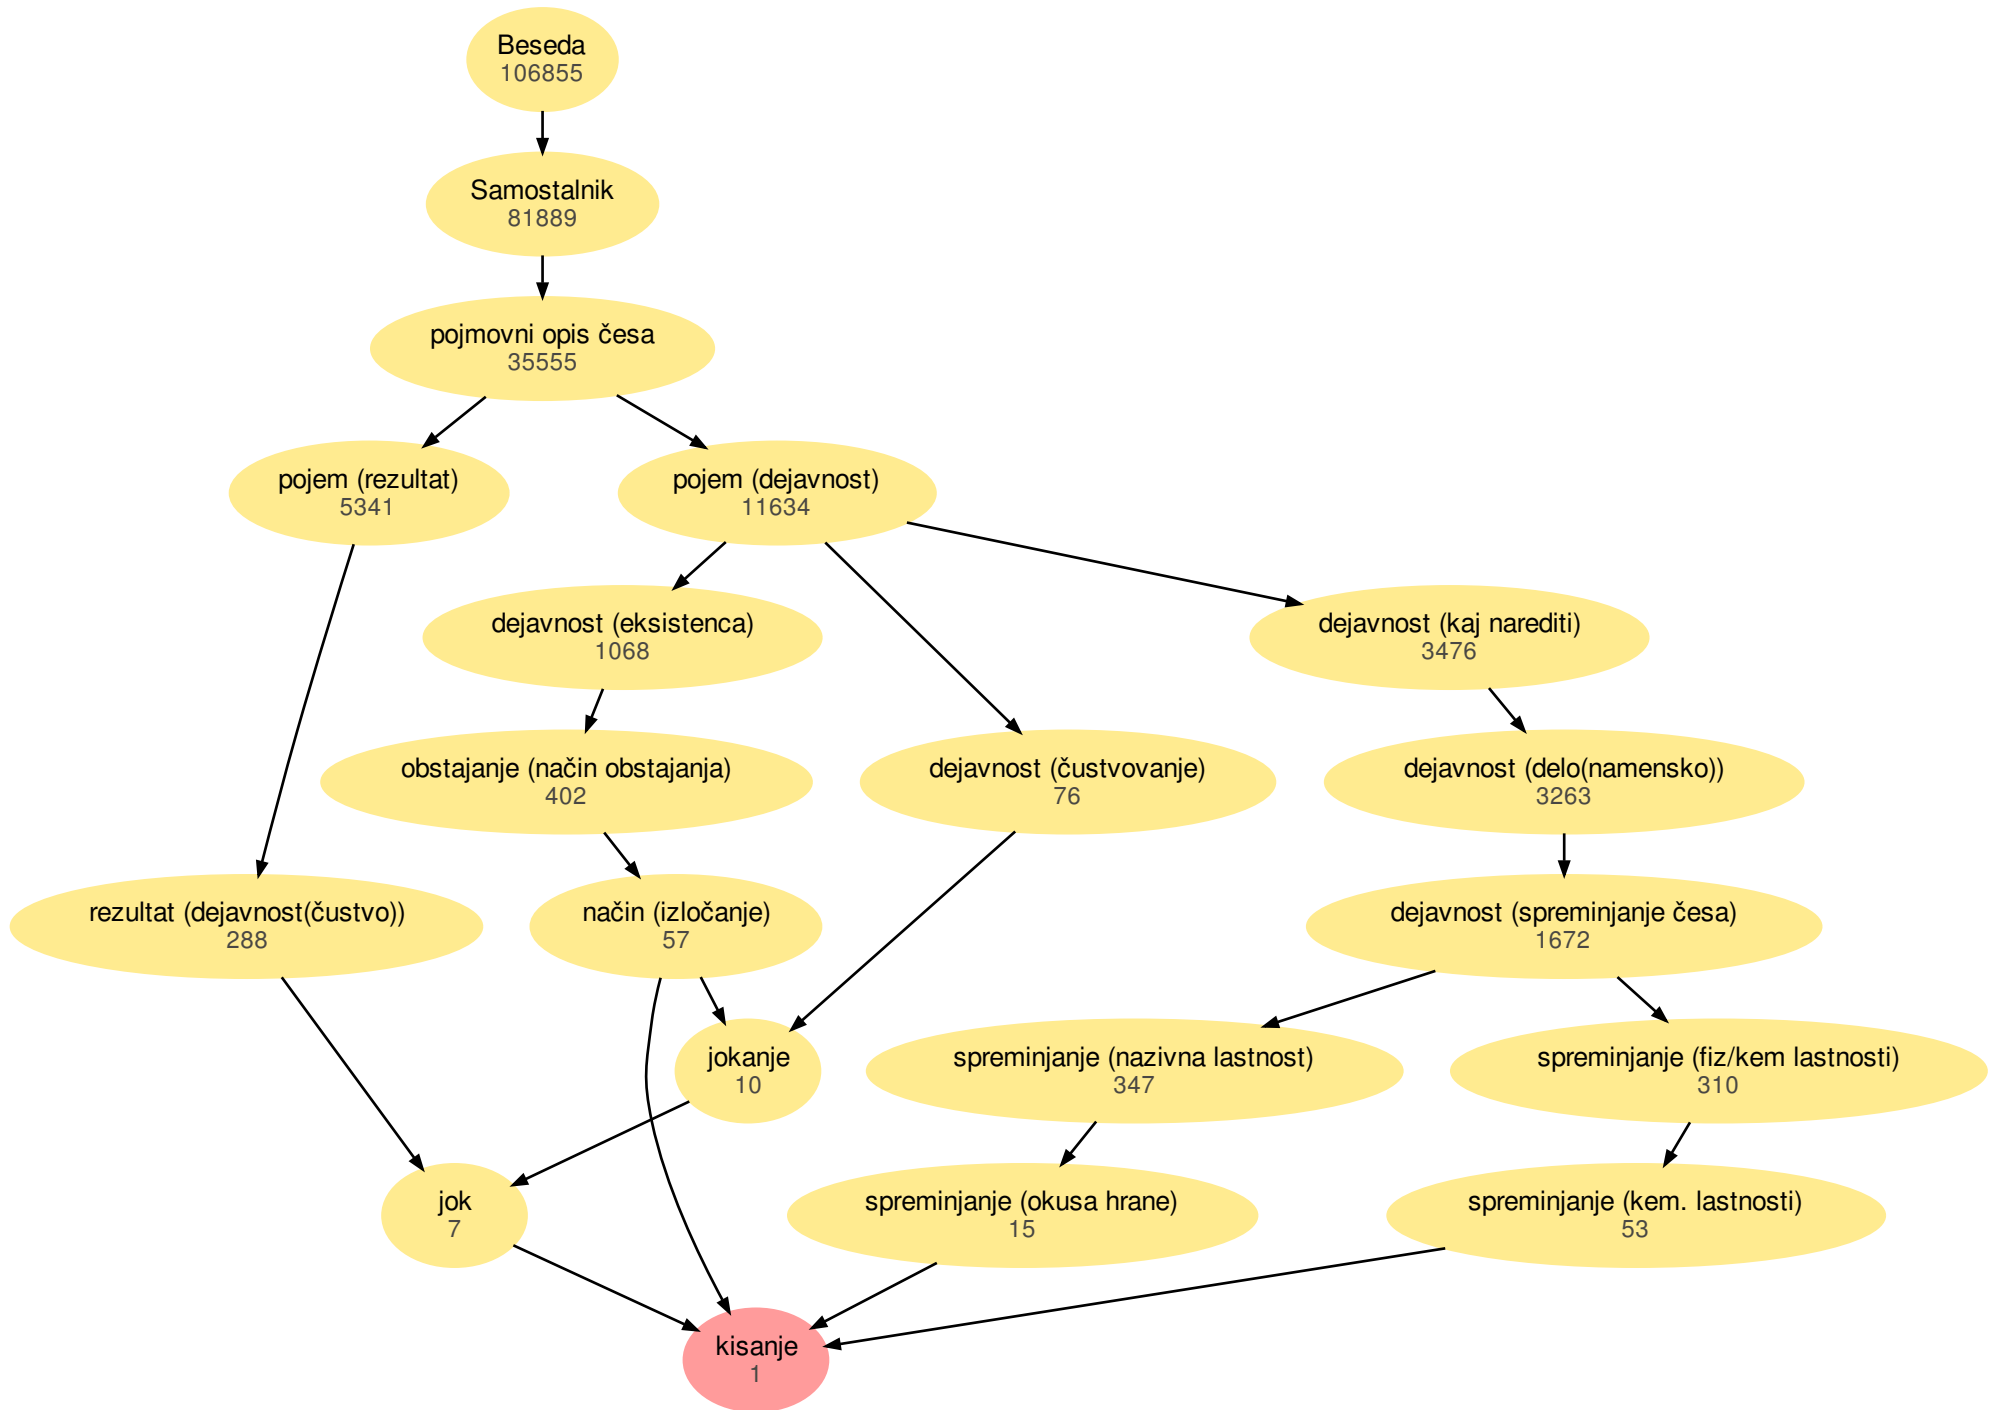 Beseda
106855
Samostalnik
81889
pojmovni opis česa
35555
pojem (rezultat)
5341
pojem (dejavnost)
11634
dejavnost (eksistenca)
1068
dejavnost (kaj narediti)
3476
obstajanje (način obstajanja)
402
dejavnost (čustvovanje)
76
dejavnost (delo(namensko))
3263
rezultat (dejavnost(čustvo))
288
način (izločanje)
57
dejavnost (spreminjanje česa)
1672
jokanje
10
spreminjanje (nazivna lastnost)
347
spreminjanje (fiz/kem lastnosti)
310
jok
7
spreminjanje (okusa hrane)
15
spreminjanje (kem. lastnosti)
53
kisanje
1